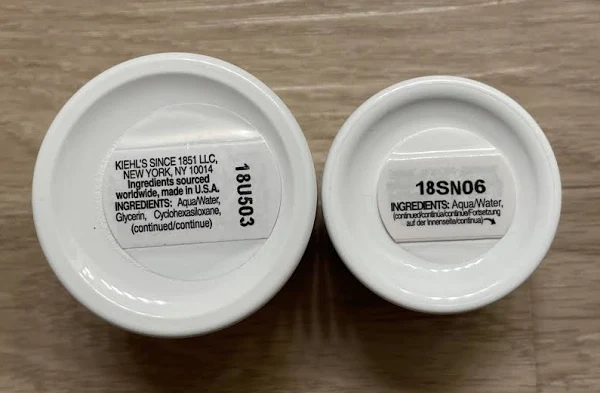 KIEHL'S SINCE 1851 LLC,
NEW YORK, NY 10014
Ingredients sourced
worldwide, made in U.S.A.
INGREDIENTS: Aqua/Water,
Glycerin, Cyclohexasiloxane,
(continued/continue)
18U503
18SN06
INGREDIENTS: Aqua/Water,
(continued/continúa/continue/Fortsetzung
auf der Innenseite/continua)